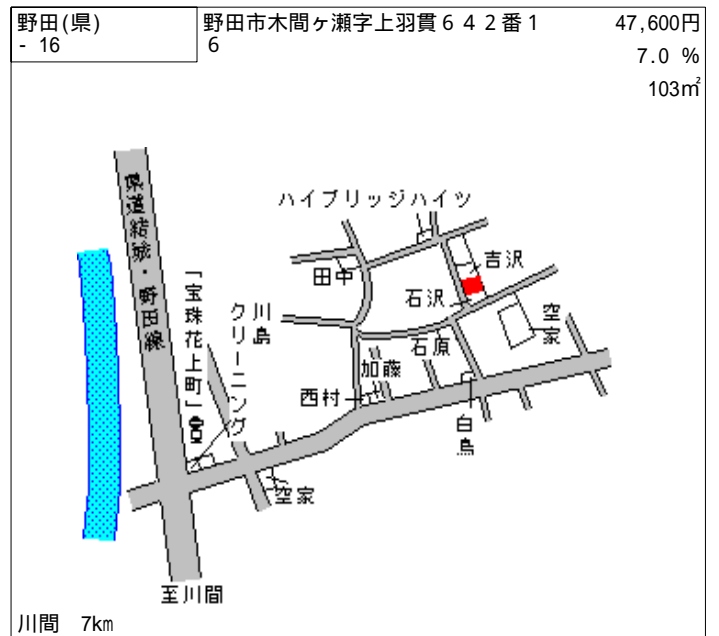 野田(県)
- 16
野田市木間ヶ瀬字上羽貫642番1
6
47,600円
7.0 %
103㎡
県道結城・野田線
ハイブリッジハイツ
田中
吉沢
石沢
空家
「宝珠花上町」
川島
クリーニング
石原
加藤
西村
白鳥
空家
至川間
川間 7km